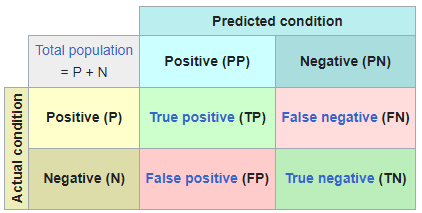 Predicted condition
Total population
= P + N
Positive (PP)
Negative (PN)
Actual condition
Positive (P)
True positive (TP)
False negative (FN)
Negative (N)
False positive (FP)
True negative (TN)